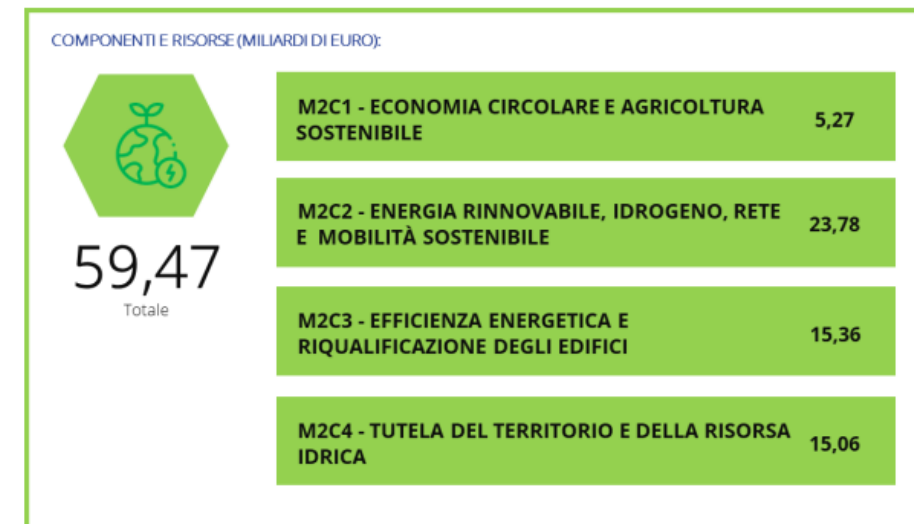 COMPONENTI E RISORSE (MILIARDI DI EURO):
59,47
Totale
M2C1 - ECONOMIA CIRCOLARE E AGRICOLTURA
SOSTENIBILE
5,27
M2C2 - ENERGIA RINNOVABILE, IDROGENO, RETE
E MOBILITÀ SOSTENIBILE
23,78
M2C3 - EFFICIENZA ENERGETICA E
RIQUALIFICAZIONE DEGLI EDIFICI
15,36
M2C4 - TUTELA DEL TERRITORIO E DELLA RISORSA
IDRICA
15,06